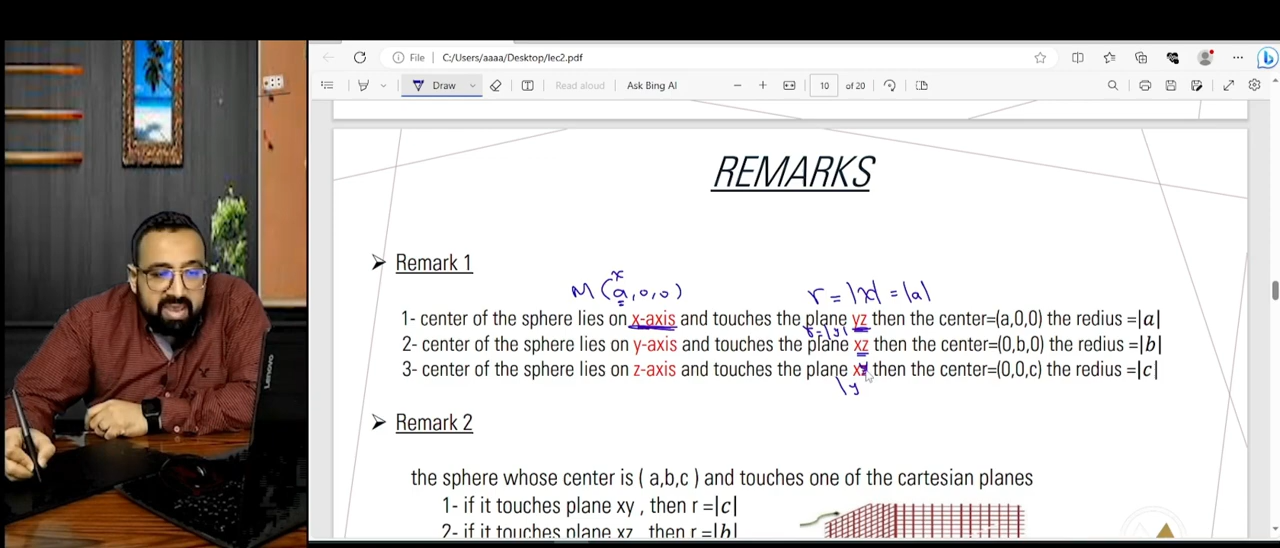 File C:/Users/aaaa/Desktop/lec2.pdf
Draw Read aloud Ask Bing AI 10 of 20
REMARKS
Remark 1
M (a,0,0) r = |x| = |a|
x
1- center of the sphere lies on x-axis and touches the plane yz then the center=(a,0,0) the redius =|a|
r=|y|
2- center of the sphere lies on y-axis and touches the plane xz then the center=(0,b,0) the redius =|b|
3- center of the sphere lies on z-axis and touches the plane xy then the center=(0,0,c) the redius =|c|
y
Remark 2
the sphere whose center is ( a,b,c ) and touches one of the cartesian planes
1- if it touches plane xy , then r =|c|
2- if it touches plane xz then r =|b|
Lenovo